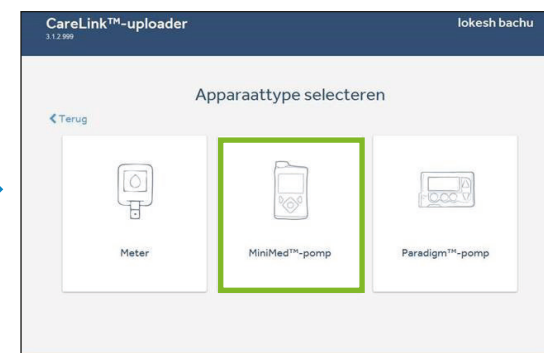 CareLink™-uploader
lokesh bachu
3.1.2.999
Apparaattype selecteren
Terug
Meter
MiniMed™-pomp
Paradigm™-pomp